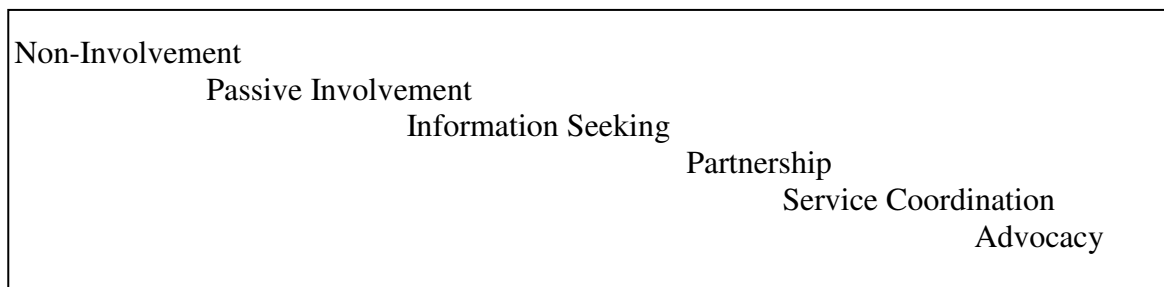 Non-Involvement
Passive Involvement
Information Seeking
Partnership
Service Coordination
Advocacy